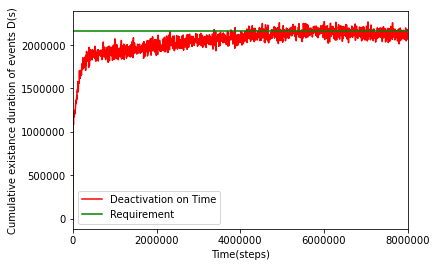 Cumulative existance duration of events D(s)
2000000
1500000
1000000
500000
0
Deactivation on Time
Requirement
0 2000000 4000000 6000000 8000000
Time(steps)